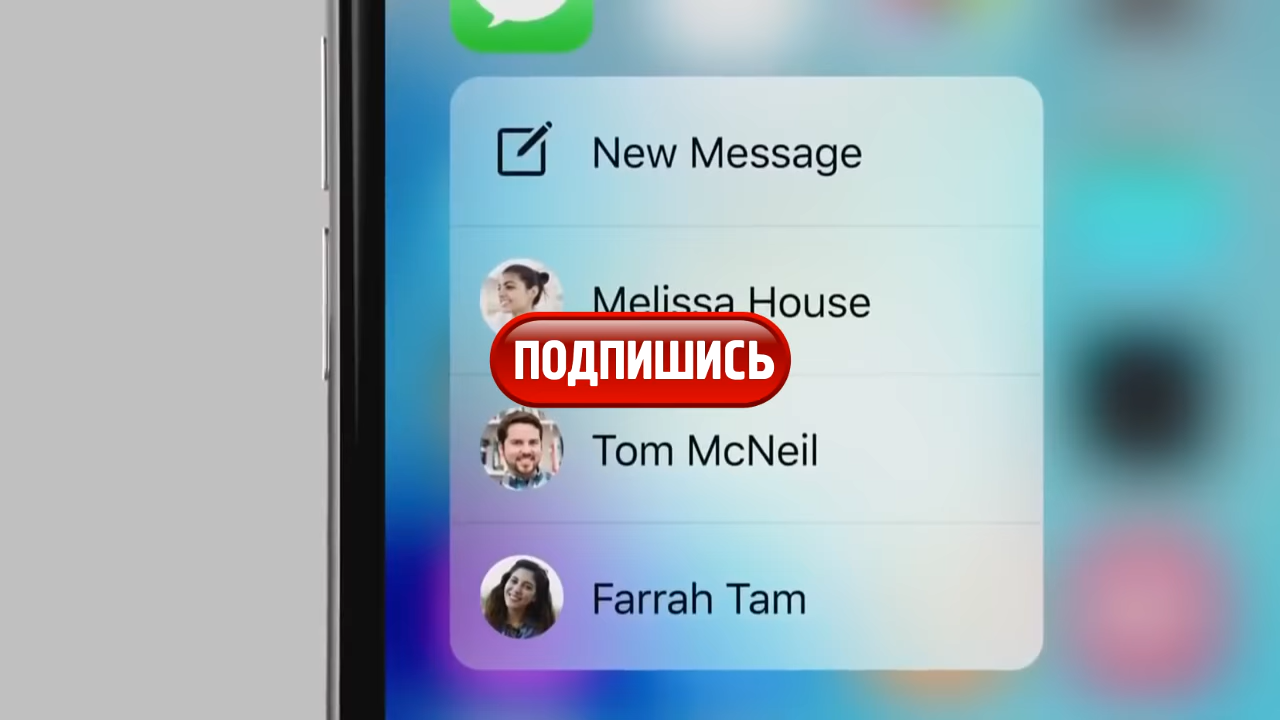 New Message
Melissa House
ПОДПИШИСЬ
Tom McNeil
Farrah Tam